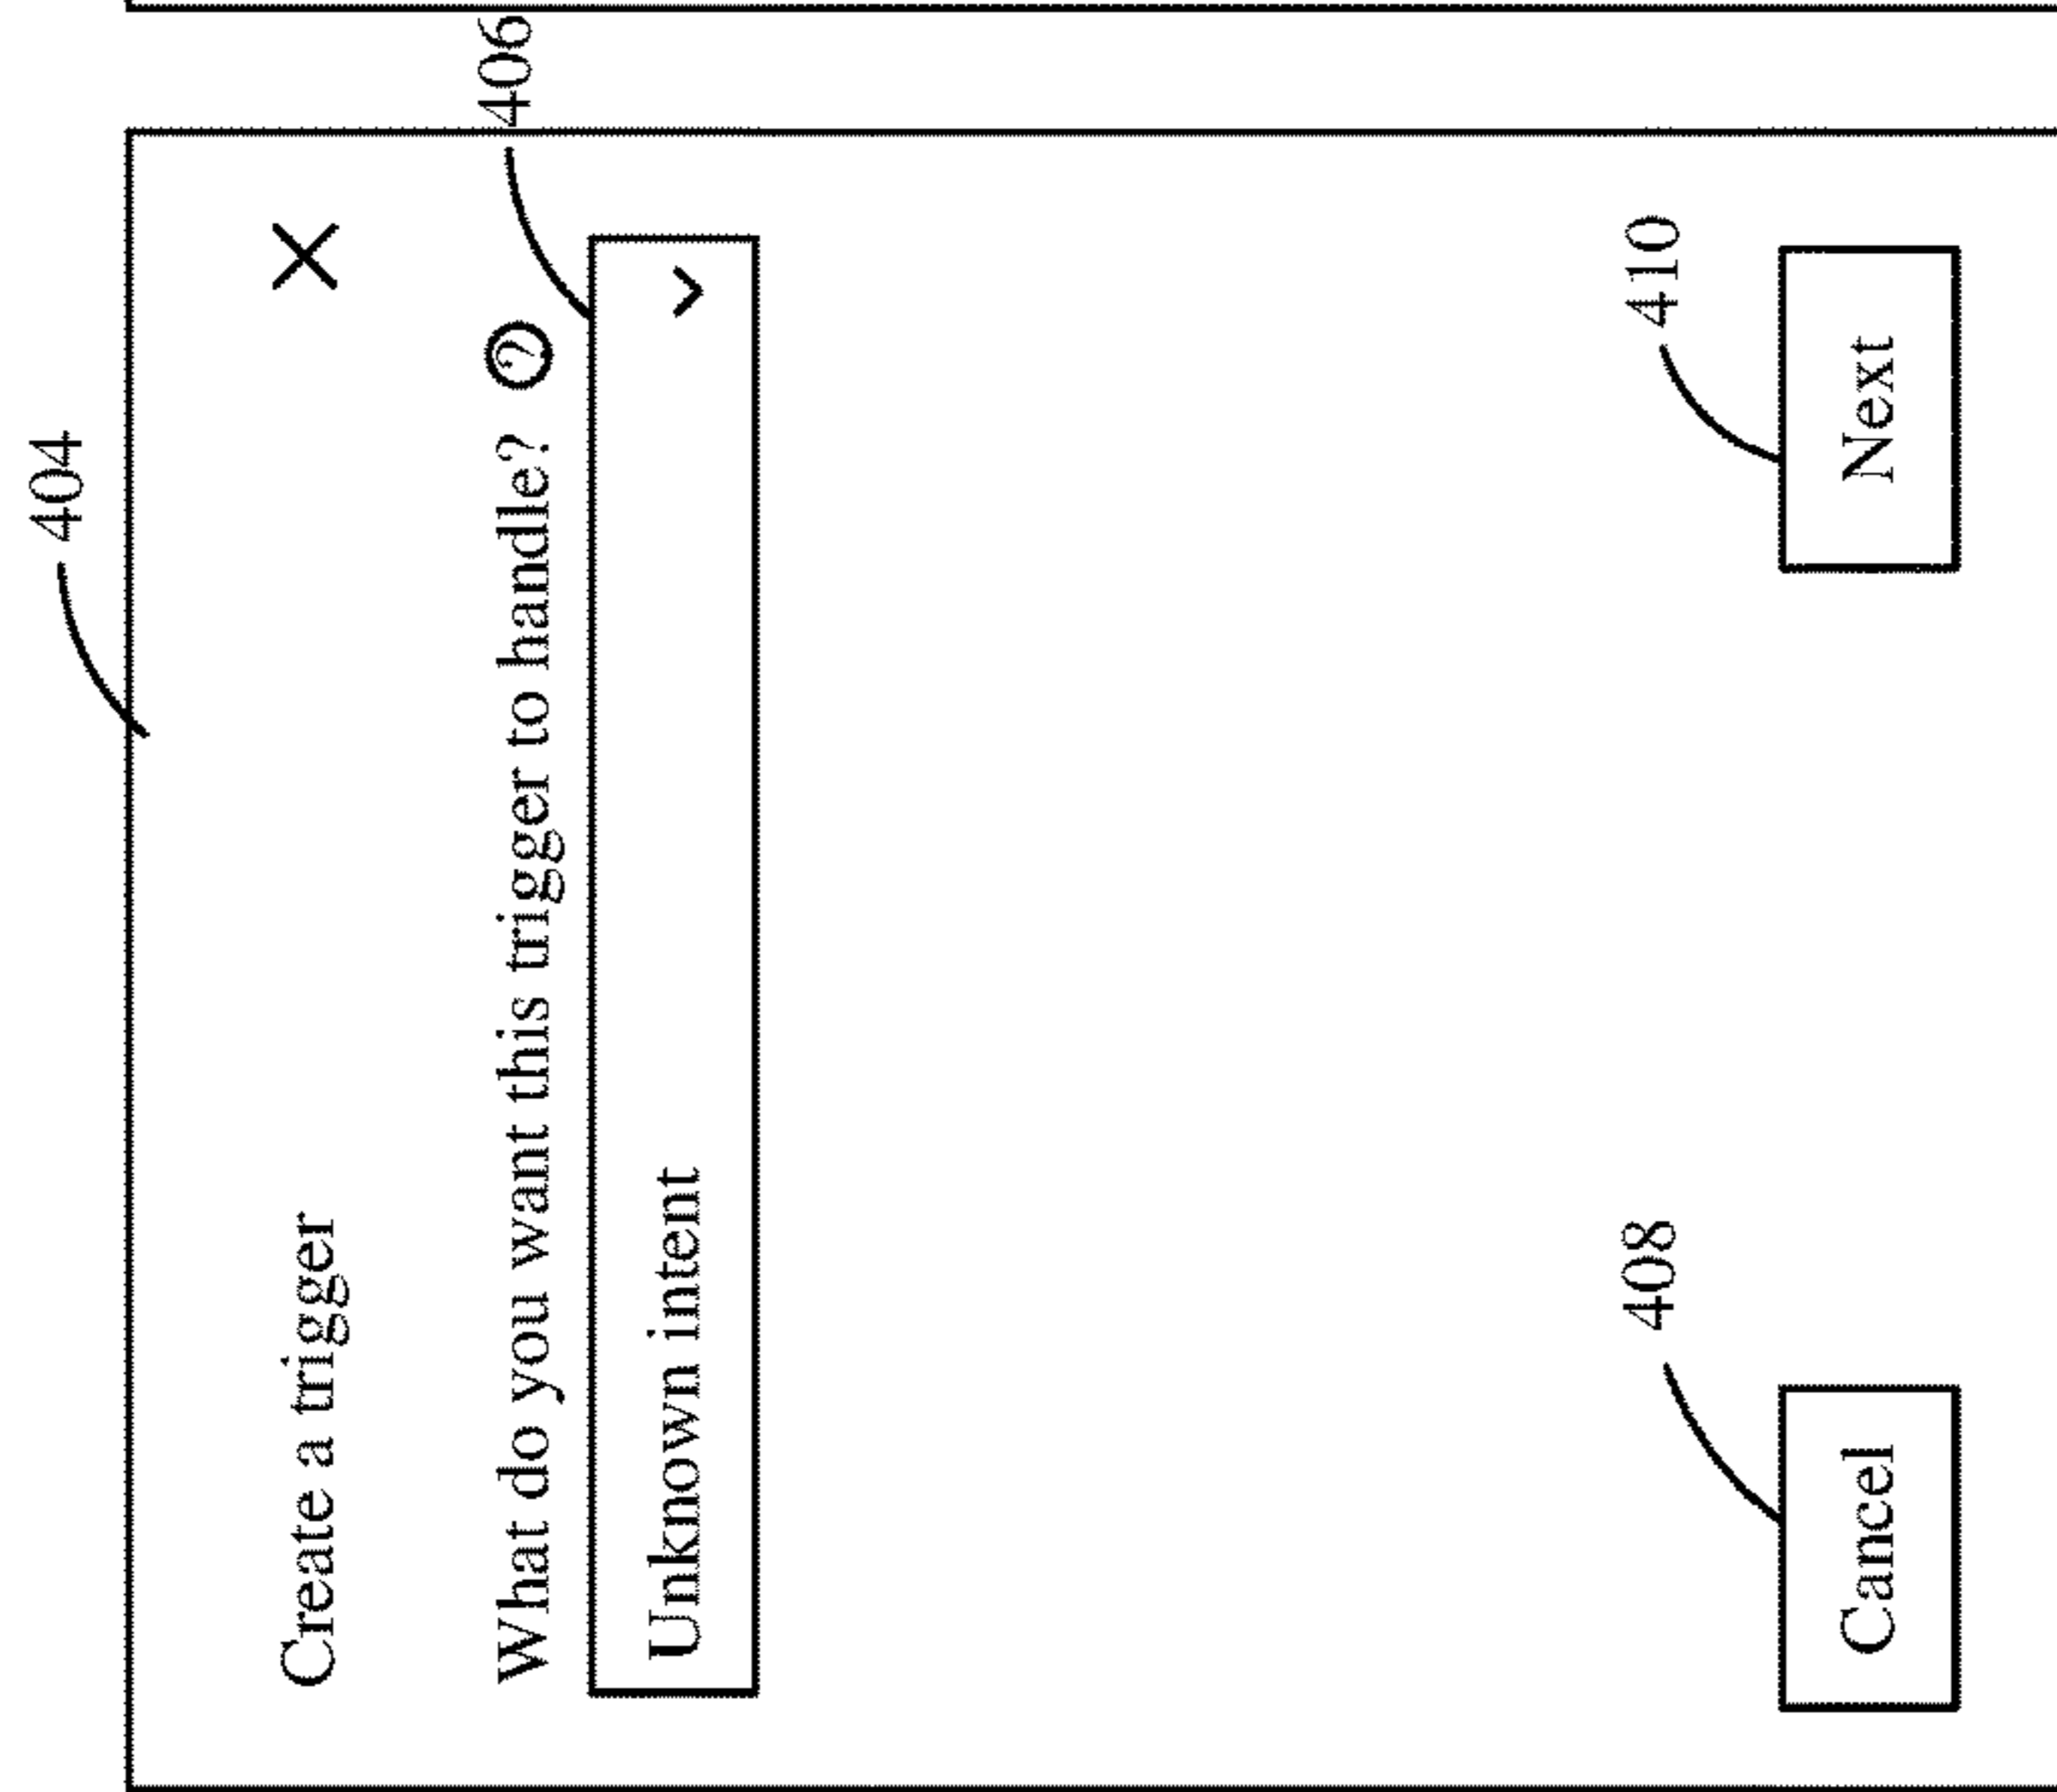 404
Create a trigger
What do you want this trigger to handle? ?
406
Unknown intent
408
410
Cancel
Next